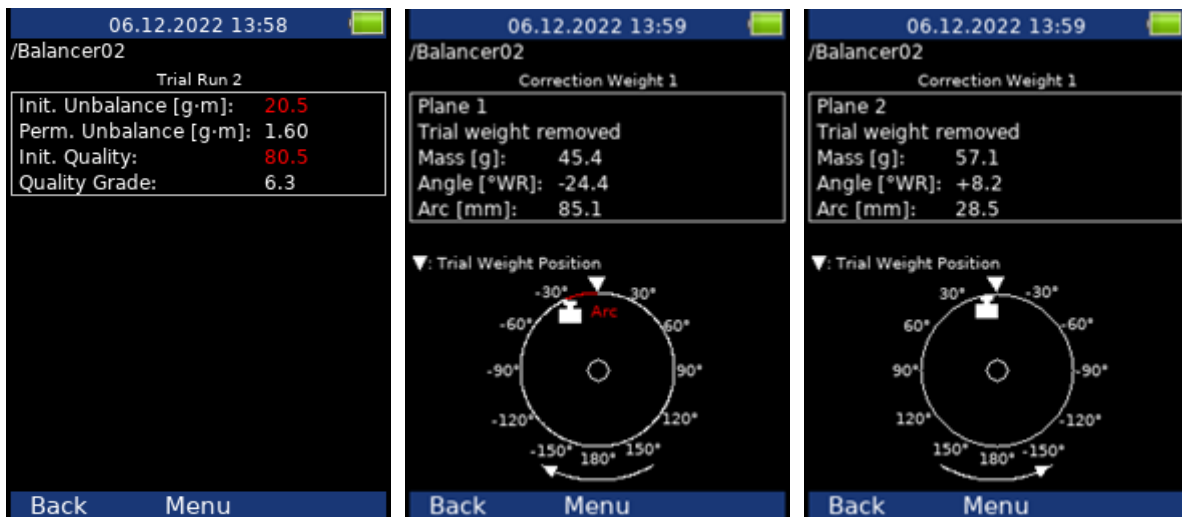 06.12.2022 13:58
/Balancer02
Trial Run 2
Init. Unbalance [g·m]: 20.5
Perm. Unbalance [g·m]: 1.60
Init. Quality: 80.5
Quality Grade: 6.3
Back Menu
06.12.2022 13:59
/Balancer02
Correction Weight 1
Plane 1
Trial weight removed
Mass [g]: 45.4
Angle [°WR]: -24.4
Arc [mm]: 85.1
▼: Trial Weight Position
-30° 30°
Arc
-60° 60°
-90° 90°
-120° 120°
-150° 180° 150°
Back Menu
06.12.2022 13:59
/Balancer02
Correction Weight 1
Plane 2
Trial weight removed
Mass [g]: 57.1
Angle [°WR]: +8.2
Arc [mm]: 28.5
▼: Trial Weight Position
30° -30°
60° -60°
90° -90°
120° -120°
150° 180° -150°
Back Menu